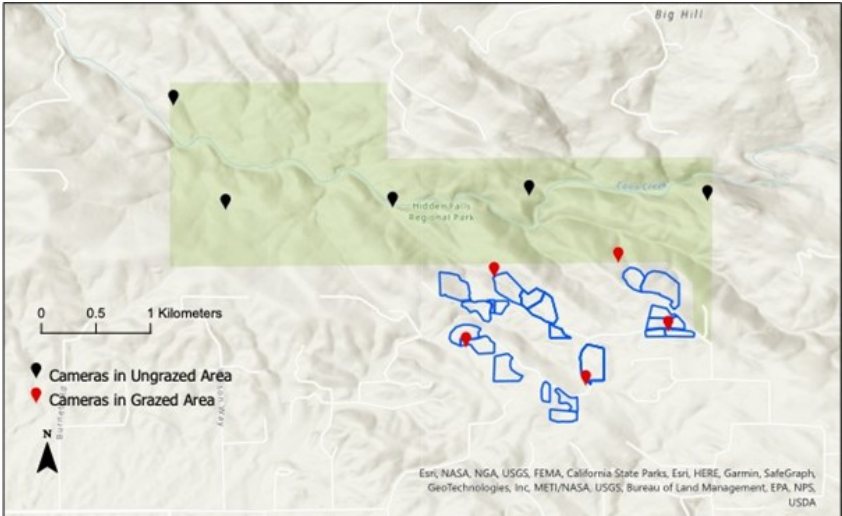 Big Hill
Coon Creek
Hidden Falls
Regional Park
0 0.5 1 Kilometers
Cameras in Ungrazed Area
Cameras in Grazed Area
N
Esri, NASA, NGA, USGS, FEMA, California State Parks, Esri, HERE, Garmin, SafeGraph,
GeoTechnologies, Inc, METI/NASA, USGS, Bureau of Land Management, EPA, NPS,
USDA